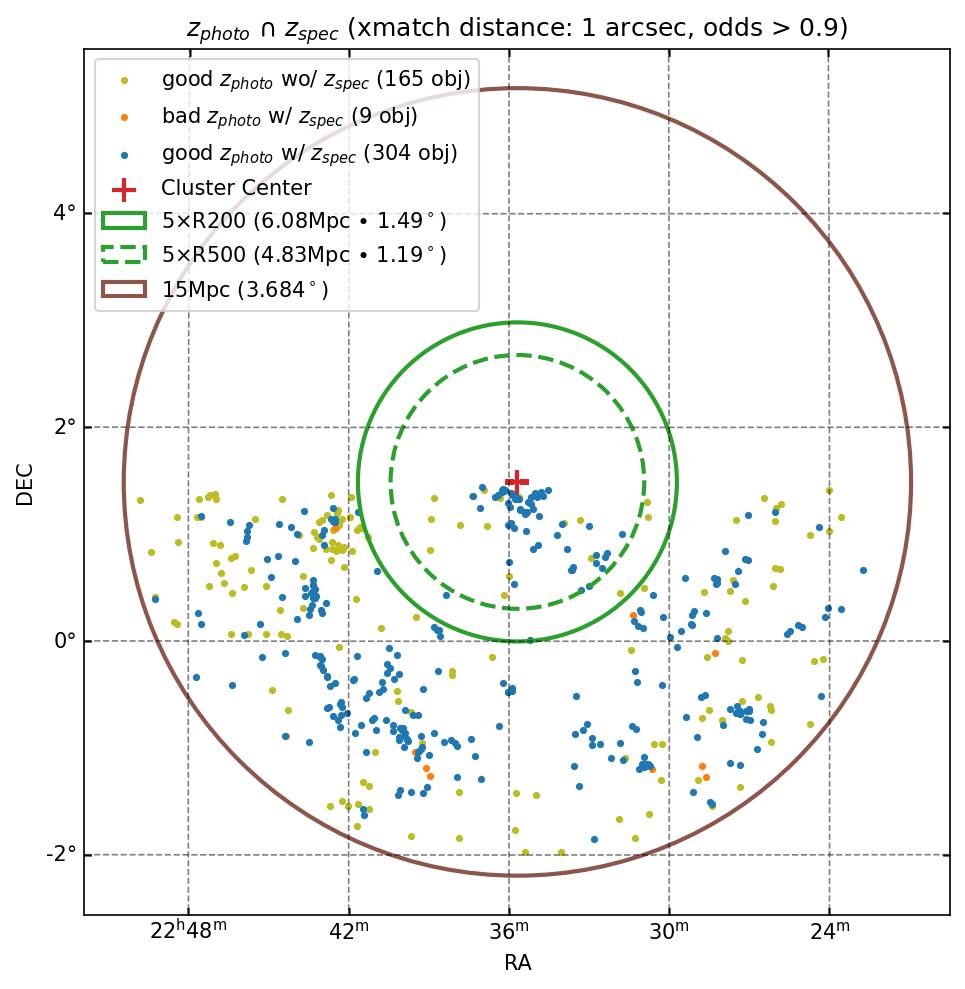 z_photo ∩ z_spec (xmatch distance: 1 arcsec, odds > 0.9)
good z_photo wo/ z_spec (165 obj)
bad z_photo w/ z_spec (9 obj)
good z_photo w/ z_spec (304 obj)
Cluster Center
5×R200 (6.08Mpc • 1.49°)
5×R500 (4.83Mpc • 1.19°)
15Mpc (3.684°)
4°
2°
0°
-2°
DEC
22h48m 42m 36m 30m 24m
RA